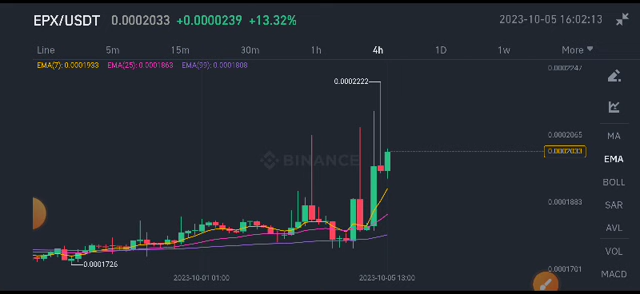 EPX/USDT 0.0002033 +0.0000239 +13.32% 2023-10-05 16:02:13
Line 5m 15m 30m 1h 4h 1D 1w More
EMA(7): 0.0001933 EMA(25): 0.0001863 EMA(99): 0.0001808
0.0002247
0.0002222
0.0002065
0.0002033
0.0001883
0.0001726
0.0001701
BINANCE
2023-10-01 01:00 2023-10-05 13:00
MA
EMA
BOLL
SAR
AVL
VOL
MACD